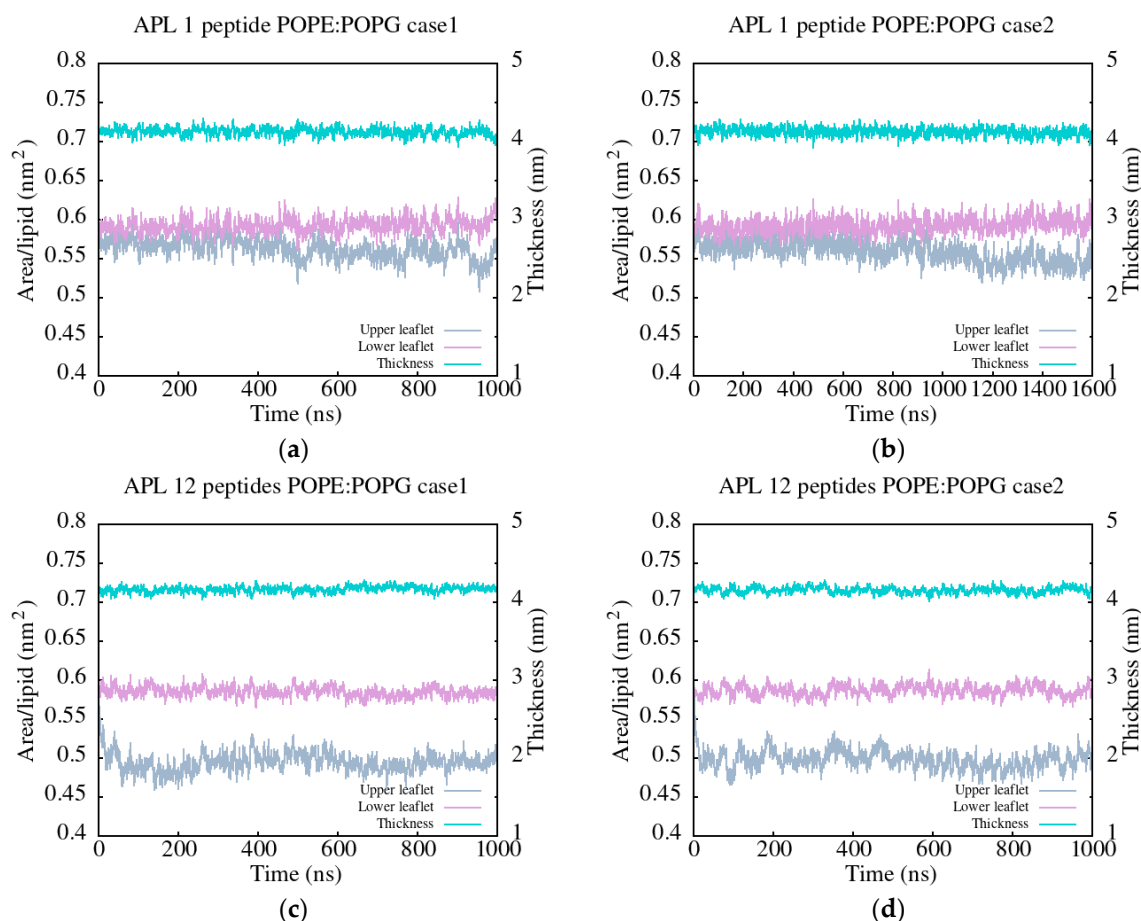 APL 1 peptide POPE:POPG case1
0.8
0.75
0.7
0.65
0.6
0.55
0.5
0.45
0.4
Area/lipid (nm²)
5
4
3
2
1
Thickness (nm)
Upper leaflet
Lower leaflet
Thickness
0 200 400 600 800 1000
Time (ns)
(a)
APL 1 peptide POPE:POPG case2
0.8
0.75
0.7
0.65
0.6
0.55
0.5
0.45
0.4
Area/lipid (nm²)
5
4
3
2
1
Thickness (nm)
Upper leaflet
Lower leaflet
Thickness
0 200 400 600 800 1000 1200 1400 1600
Time (ns)
(b)
APL 12 peptides POPE:POPG case1
0.8
0.75
0.7
0.65
0.6
0.55
0.5
0.45
0.4
Area/lipid (nm²)
5
4
3
2
1
Thickness (nm)
Upper leaflet
Lower leaflet
Thickness
0 200 400 600 800 1000
Time (ns)
(c)
APL 12 peptides POPE:POPG case2
0.8
0.75
0.7
0.65
0.6
0.55
0.5
0.45
0.4
Area/lipid (nm²)
5
4
3
2
1
Thickness (nm)
Upper leaflet
Lower leaflet
Thickness
0 200 400 600 800 1000
Time (ns)
(d)